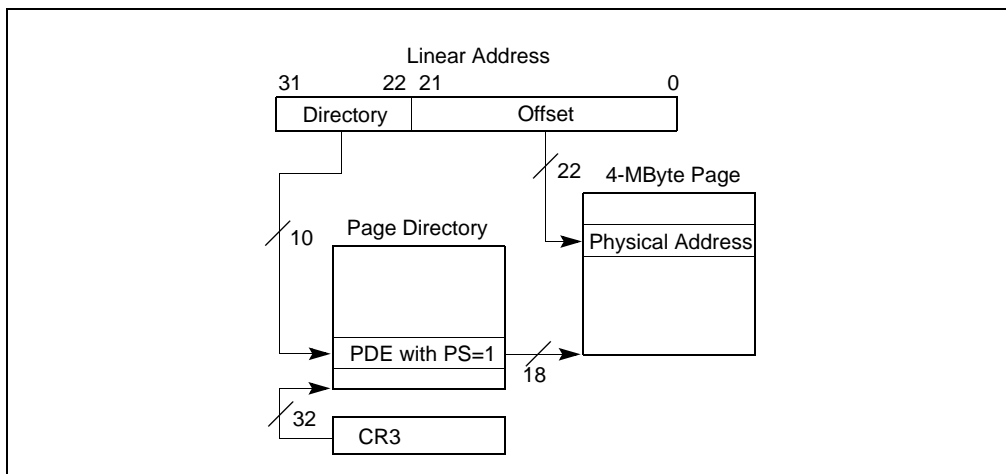 Linear Address
31 22 21 0
Directory Offset
22
4-MByte Page
10
Page Directory
Physical Address
PDE with PS=1
18
32
CR3